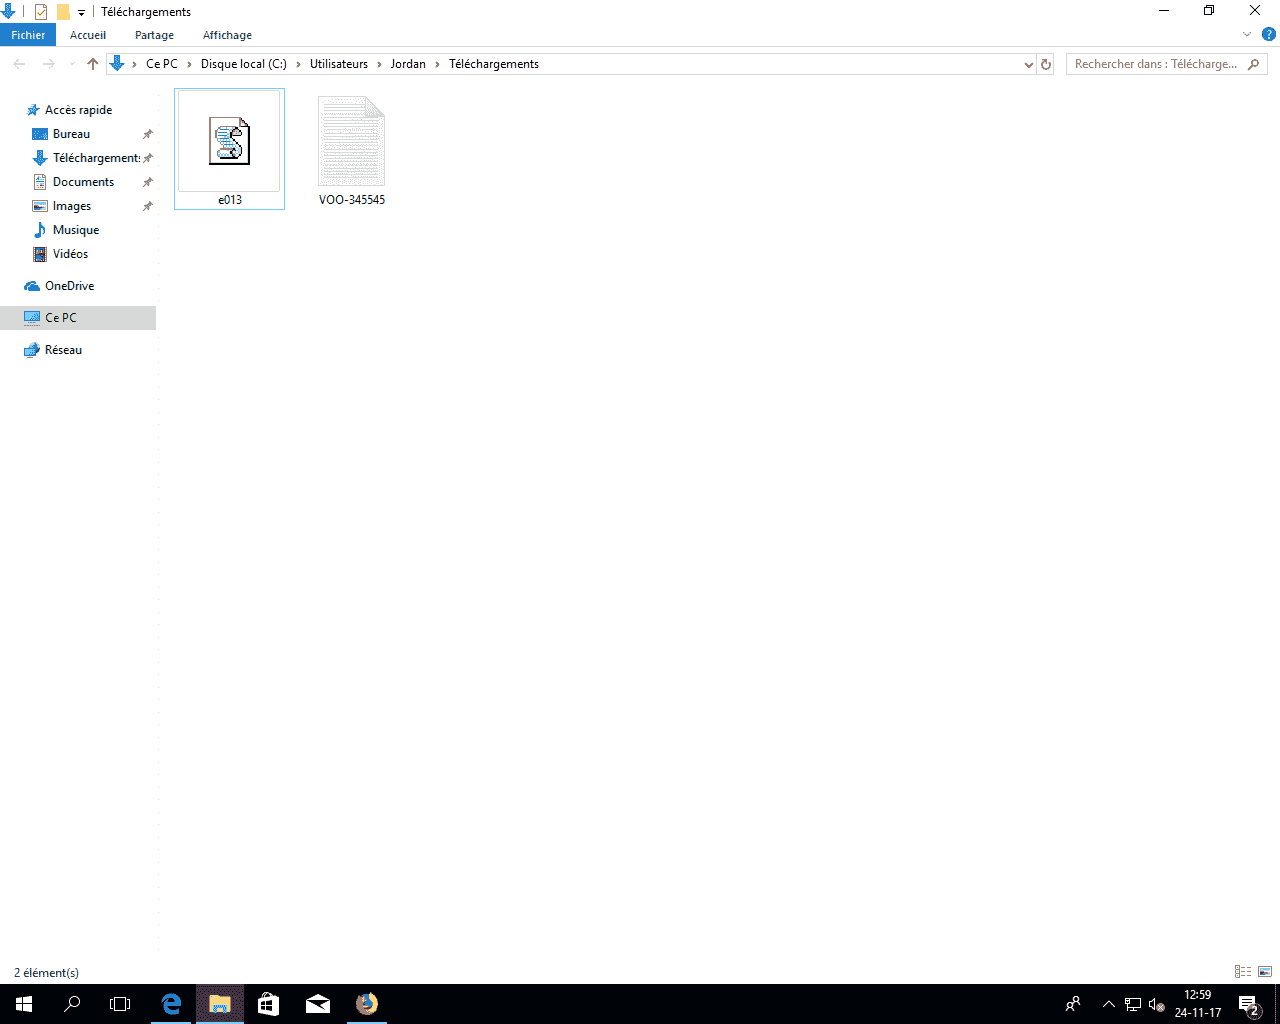 Téléchargements
Fichier Accueil Partage Affichage
Ce PC Disque local (C:) Utilisateurs Jordan Téléchargements
Rechercher dans : Télécharge...
Accès rapide
Bureau
Téléchargements
Documents
Images
Musique
Vidéos
OneDrive
Ce PC
Réseau
e013
VOO-345545
2 élément(s)
12:59
24-11-17
2